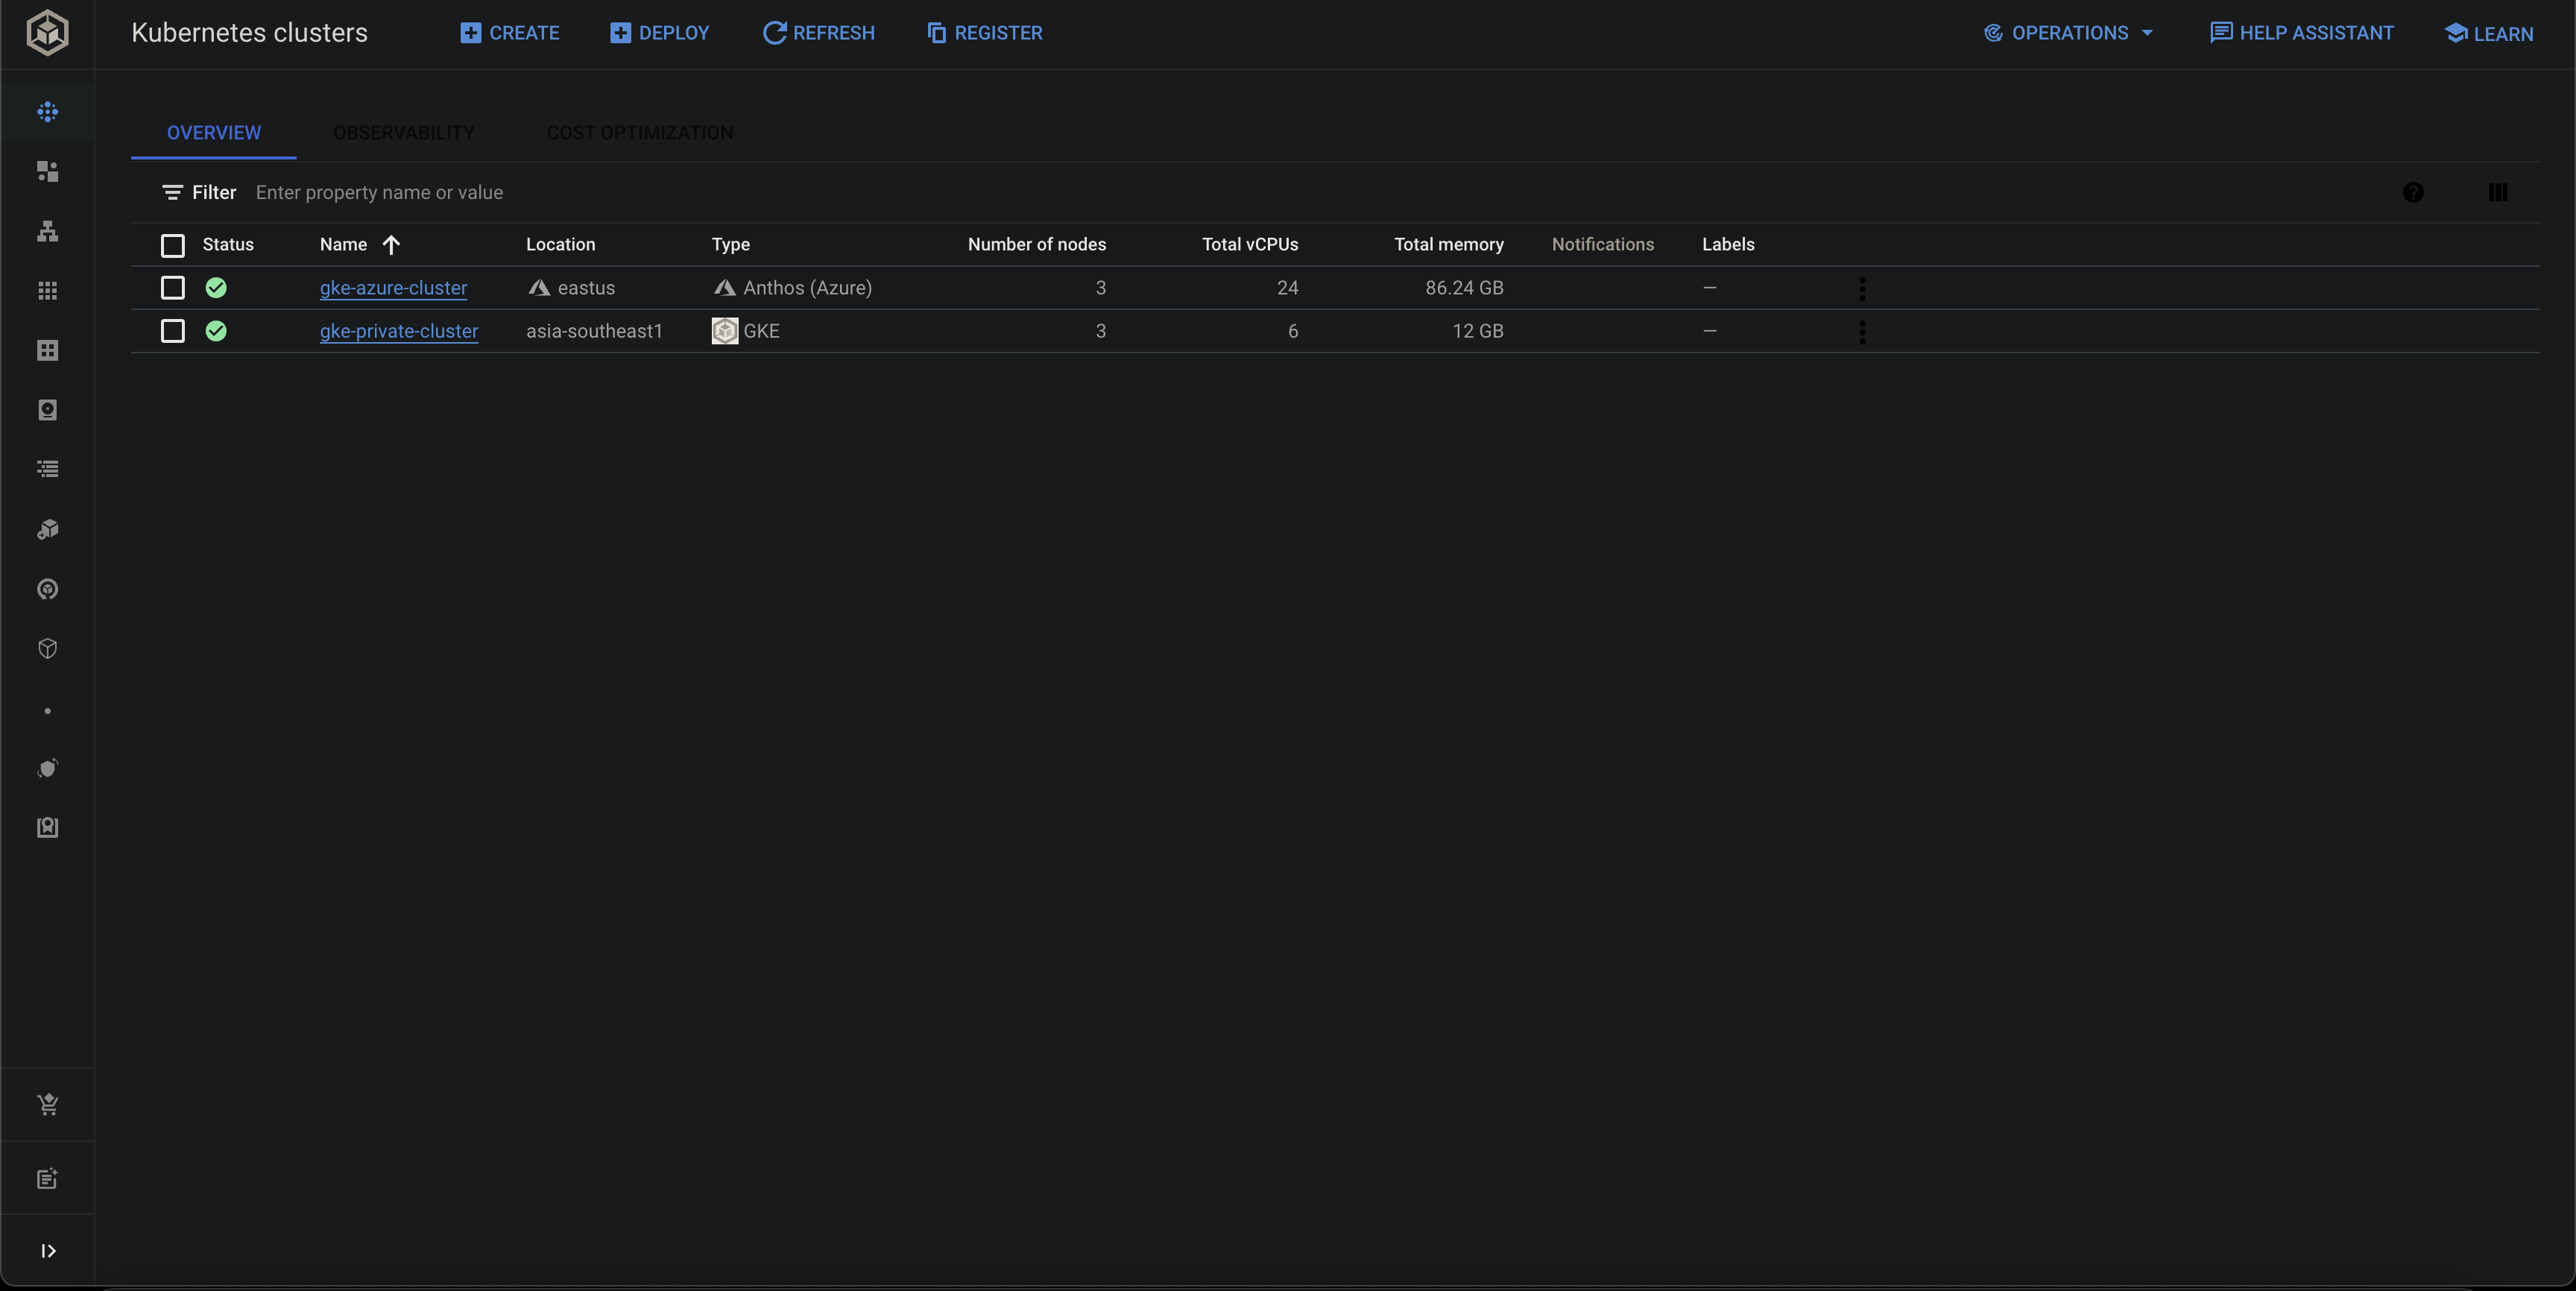 Kubernetes clusters CREATE DEPLOY REFRESH REGISTER OPERATIONS HELP ASSISTANT LEARN
OVERVIEW OBSERVABILITY COST OPTIMIZATION
Filter Enter property name or value
Status Name Location Type Number of nodes Total vCPUs Total memory Notifications Labels
gke-azure-cluster eastus Anthos (Azure) 3 24 86.24 GB —
gke-private-cluster asia-southeast1 GKE 3 6 12 GB —